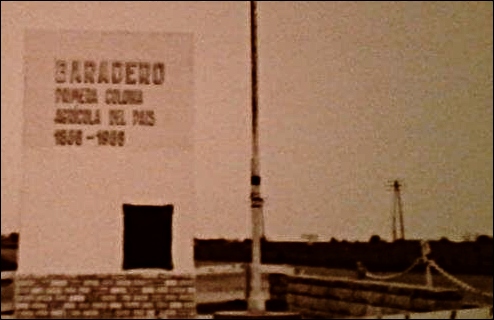 BARADERO
PRIMERA COLONIA
AGRICOLA DEL PAIS
1856-1956